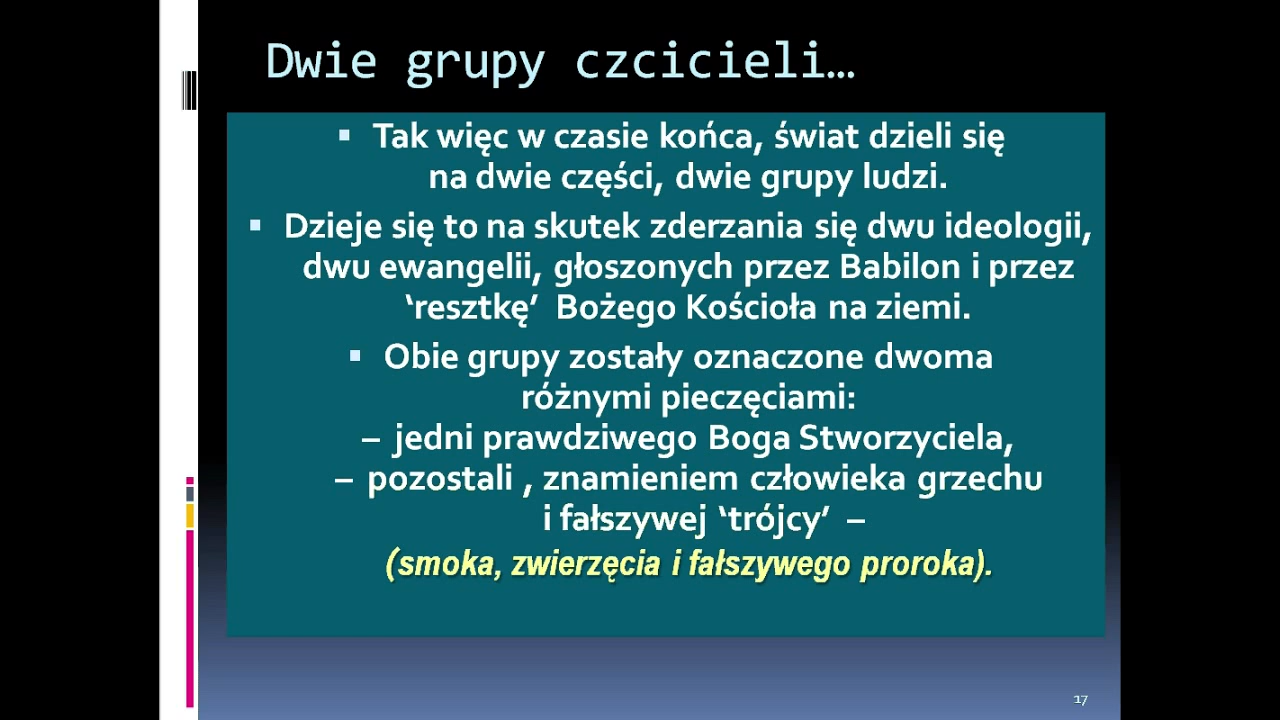 Dwie grupy czcicieli…
▪ Tak więc w czasie końca, świat dzieli się
na dwie części, dwie grupy ludzi.
▪ Dzieje się to na skutek zderzania się dwu ideologii,
dwu ewangelii, głoszonych przez Babilon i przez
‘resztkę’ Bożego Kościoła na ziemi.
▪ Obie grupy zostały oznaczone dwoma
różnymi pieczęciami:
– jedni prawdziwego Boga Stworzyciela,
– pozostali , znamieniem człowieka grzechu
i fałszywej ‘trójcy’ –
(smoka, zwierzęcia i fałszywego proroka).
17